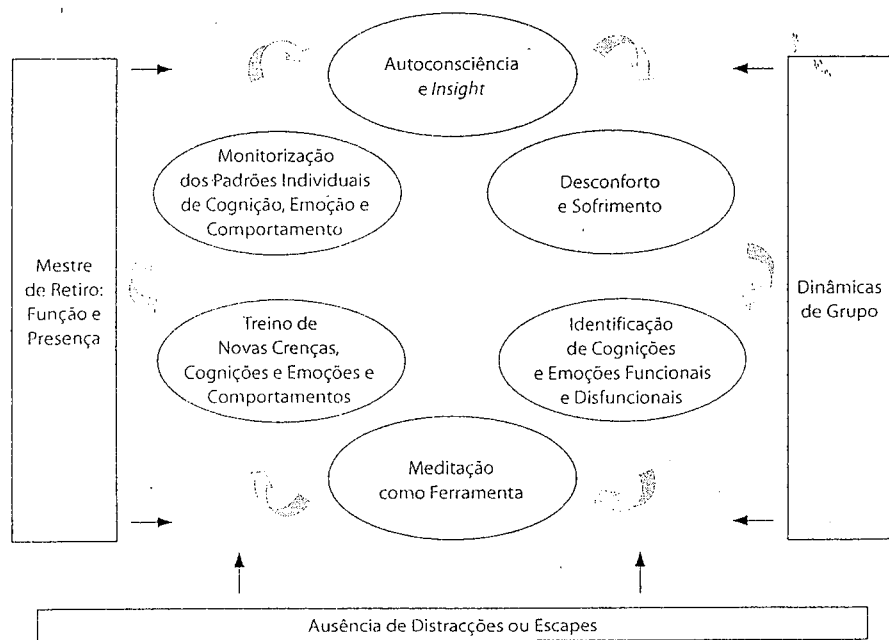 Autoconsciência
e Insight
Monitorização
dos Padrões Individuais
de Cognição, Emoção e
Comportamento
Desconforto
e Sofrimento
Mestre
de Retiro:
Função e
Presença
Dinâmicas
de Grupo
Treino de
Novas Crenças,
Cognições e Emoções e
Comportamentos
Identificação
de Cognições
e Emoções Funcionais
e Disfuncionais
Meditação
como Ferramenta
Ausência de Distracções ou Escapes